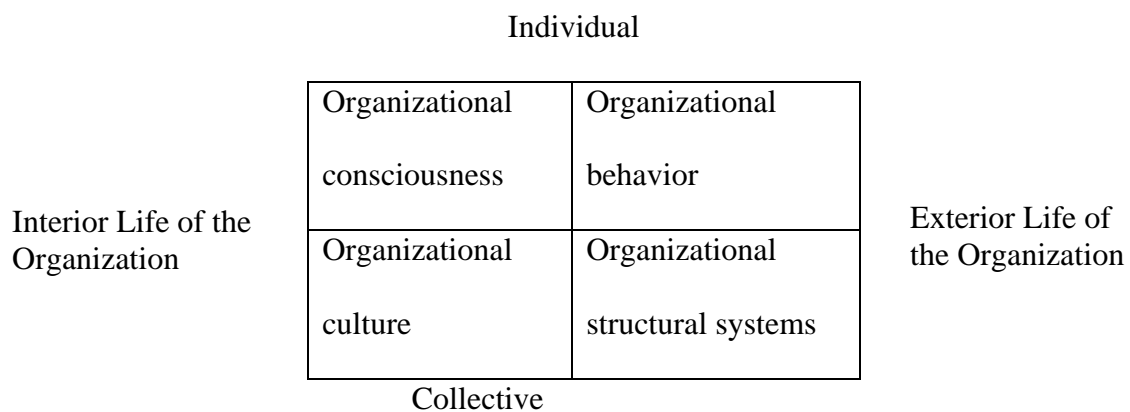 Individual
Organizational
consciousness
Organizational
behavior
Interior Life of the
Organization
Organizational
culture
Organizational
structural systems
Exterior Life of
the Organization
Collective